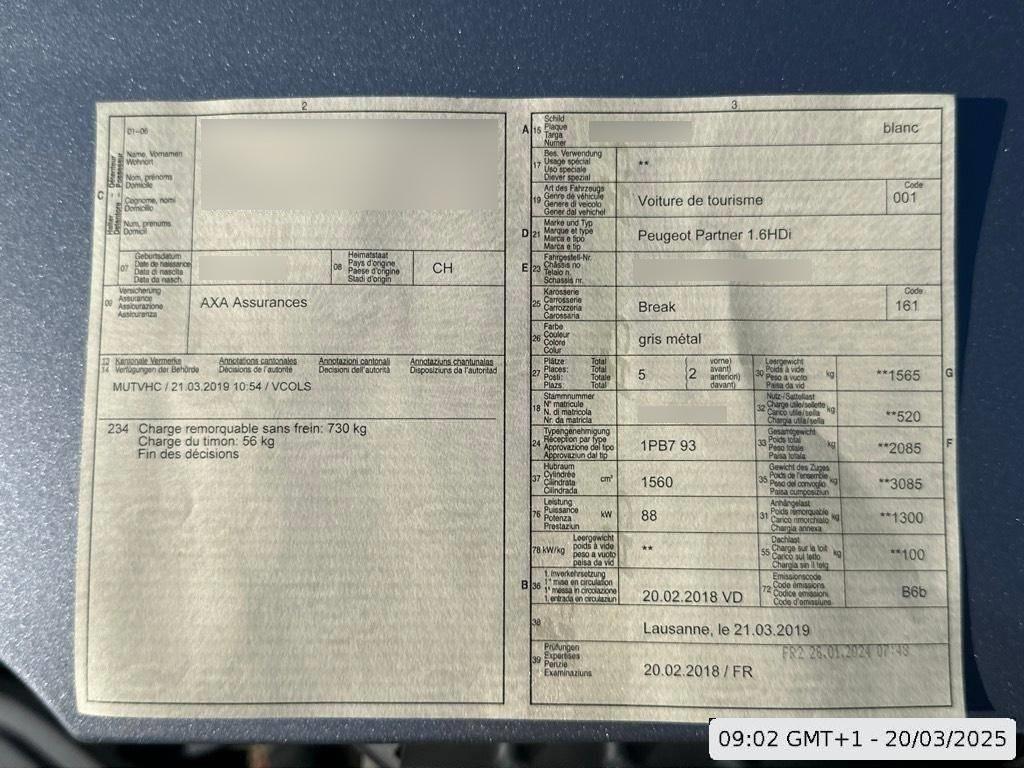 2
01-06
Halter Détenteur
Detentore Possessur
C
Name, Vornamen
Wohnort
Nom, prénoms
Domicile
Cognome, nomi
Domicilio
Num, prenums
Domicil
07
Geburtsdatum
Date de naissance
Data di nascita
Data da nasch.
08
Heimatstaat
Pays d'origine
Paese d'origine
Stadi d'origin
CH
09
Versicherung
Assurance
Assicurazione
Assicuranza
AXA Assurances
13
14
Kantonale Vermerke
Verfügungen der Behörde
Annotations cantonales
Décisions de l'autorité
Annotazioni cantonali
Decisioni dell'autorità
Annotaziuns chantunalas
Disposiziuns da l'autoritad
MUTVHC / 21.03.2019 10:54 / VCOLS
234 Charge remorquable sans frein: 730 kg
Charge du timon: 56 kg
Fin des décisions
3
A 15
Schild
Plaque
Targa
Numer
blanc
17
Bes. Verwendung
Usage spécial
Uso speciale
Diever spezial
**
19
Art des Fahrzeugs
Genre de véhicule
Genere di veicolo
Gener dal vehichel
Voiture de tourisme
Code
001
D 21
Marke und Typ
Marque et type
Marca e tipo
Marca e tip
Peugeot Partner 1.6HDi
E 23
Fahrgestell-Nr.
Châssis no
Telaio n.
Schassis nr.
25
Karosserie
Carrosserie
Carrozzeria
Carossaria
Break
Code
161
26
Farbe
Couleur
Colore
Colur
gris métal
27
Plätze: Total
Places: Total
Posti: Totale
Plazs: Total
5
(2
vorne)
avant)
anteriori)
davant)
30
Leergewicht
Poids à vide
Peso a vuoto
Paisa da vid
kg
**1565
G
18
Stammnummer
N° matricule
N. di matricola
Nr. da matricla
32
Nutz-/Sattellast
Charge utile/sellette
Carico utile/sella
Chargia utila/sella
kg
**520
24
Typengenehmigung
Réception par type
Approvazione del tipo
Approvaziun dal tip
1PB7 93
33
Gesamtgewicht
Poids total
Peso totale
Paisa totala
kg
**2085
F
37
Hubraum
Cylindrée
Cilindrata
Cilindrada
cm³
1560
35
Gewicht des Zuges
Poids de l'ensemble
Peso del convoglio
Paisa cumposiziun
kg
**3085
76
Leistung
Puissance
Potenza
Prestaziun
kW
88
31
Anhängelast
Poids remorquable
Carico rimorchiato
Chargia annexa
kg
**1300
78 kW/kg
Leergewicht
poids à vide
peso a vuoto
paisa da vid
**
55
Dachlast
Charge sur le toit
Carico sul tetto
Chargia sin il tetg
kg
**100
B 36
1. Inverkehrsetzung
1re mise en circulation
1a messa in circolazione
1. entrada en circulaziun
20.02.2018 VD
72
Emissionscode
Code émissions
Codice emissioni
Code d'emissiuns
B6b
38
Lausanne, le 21.03.2019
39
Prüfungen
Expertises
Perizie
Examinaziuns
FR2 26.01.2024 07:48
20.02.2018 / FR
09:02 GMT+1 - 20/03/2025